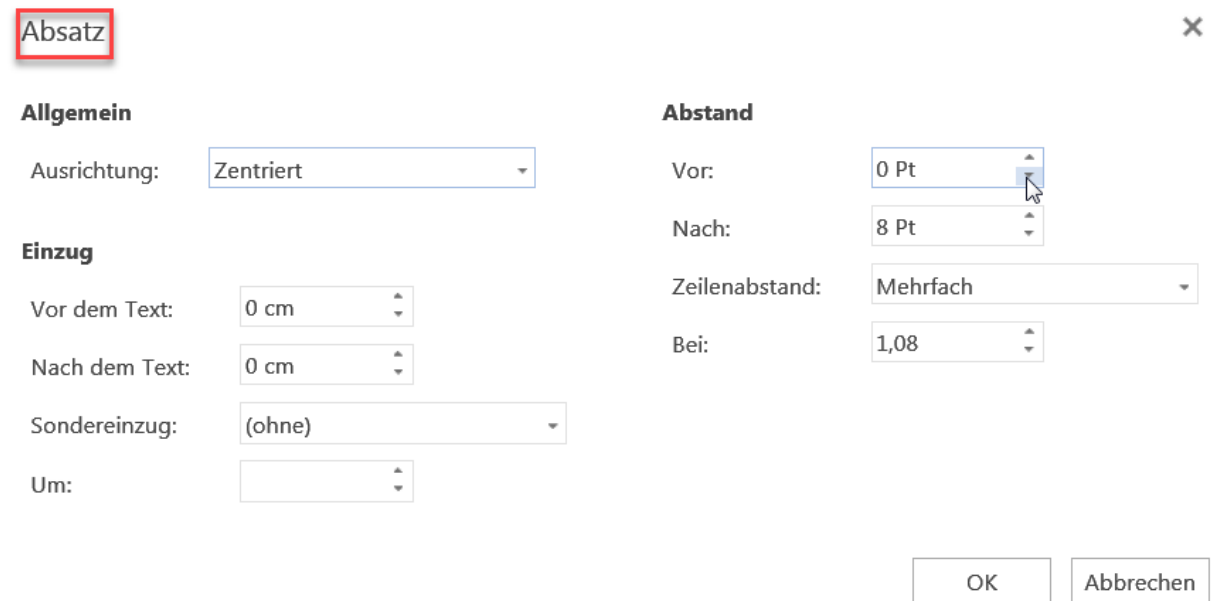 Absatz
Allgemein
Ausrichtung: Zentriert
Einzug
Vor dem Text: 0 cm
Nach dem Text: 0 cm
Sondereinzug: (ohne)
Um:
Abstand
Vor: 0 Pt
Nach: 8 Pt
Zeilenabstand: Mehrfach
Bei: 1,08
OK Abbrechen